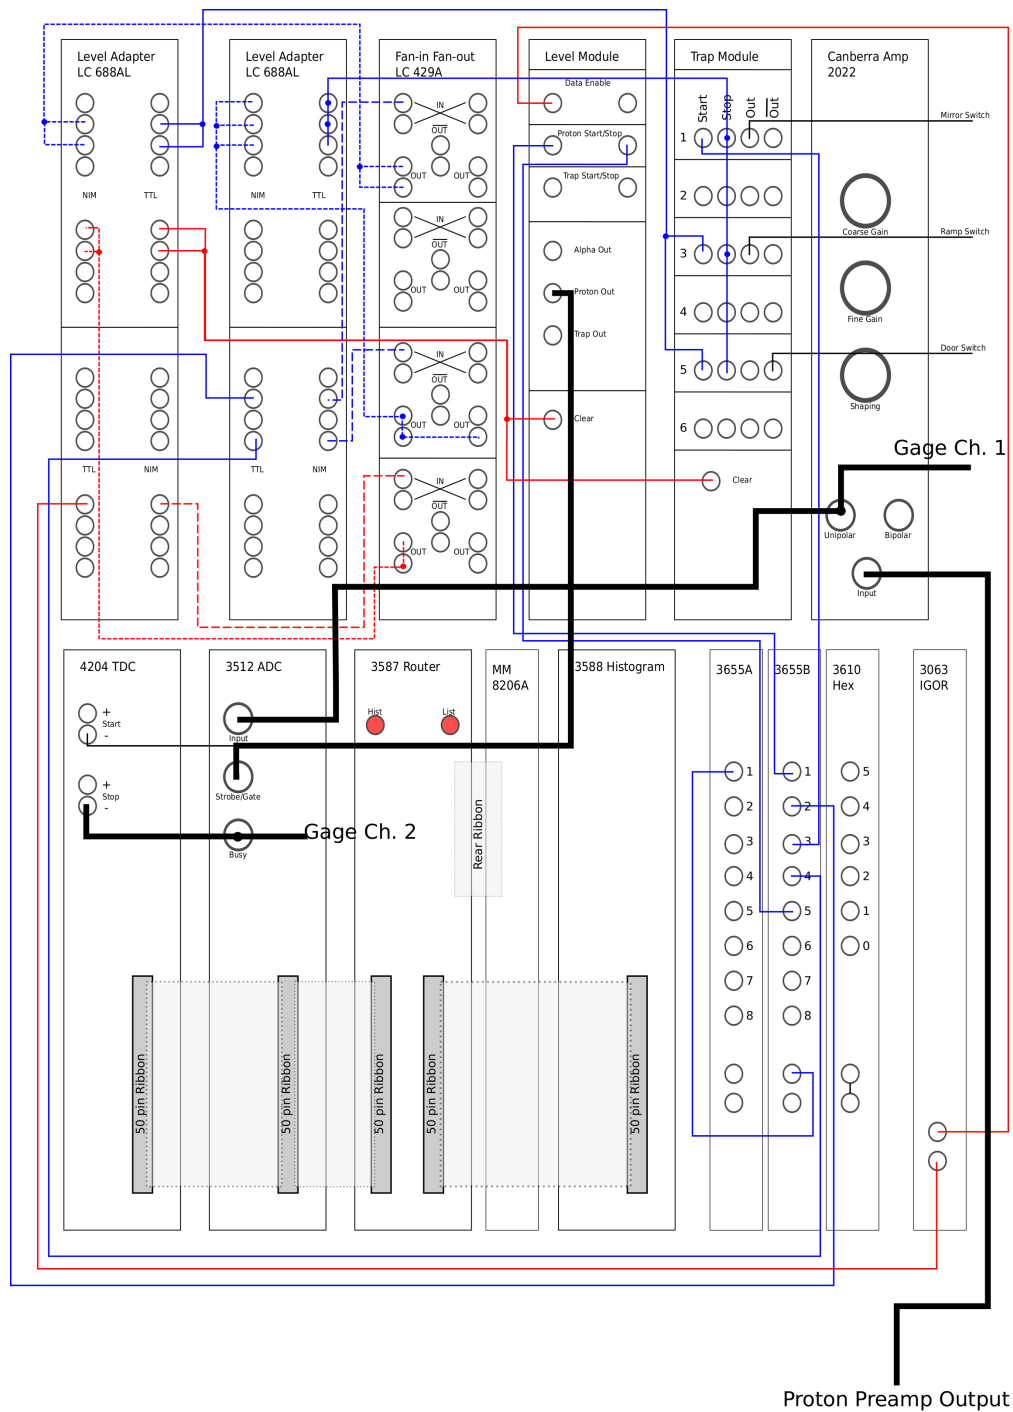 Level Adapter
LC 688AL
Level Adapter
LC 688AL
Fan-in Fan-out
LC 429A
Level Module
Trap Module
Canberra Amp
2022
Data Enable
Proton Start/Stop
Trap Start/Stop
Alpha Out
Proton Out
Trap Out
Clear
Start
Stop
Out
Out
1
2
3
4
5
6
Clear
Mirror Switch
Ramp Switch
Door Switch
Coarse Gain
Fine Gain
Shaping
Gage Ch. 1
Unipolar
Bipolar
Input
NIM
TTL
NIM
TTL
TTL
NIM
TTL
NIM
IN
OUT
OUT
OUT
IN
OUT
OUT
OUT
IN
OUT
OUT
OUT
IN
OUT
OUT
OUT
4204 TDC
+
Start
-
+
Stop
-
3512 ADC
Input
Strobe/Gate
Busy
Gage Ch. 2
3587 Router
Hist
List
MM
8206A
Rear Ribbon
3588 Histogram
3655A
1
2
3
4
5
6
7
8
3655B
1
2
3
4
5
6
7
8
3610
Hex
5
4
3
2
1
0
3063
IGOR
50 pin Ribbon
50 pin Ribbon
50 pin Ribbon
50 pin Ribbon
50 pin Ribbon
Proton Preamp Output